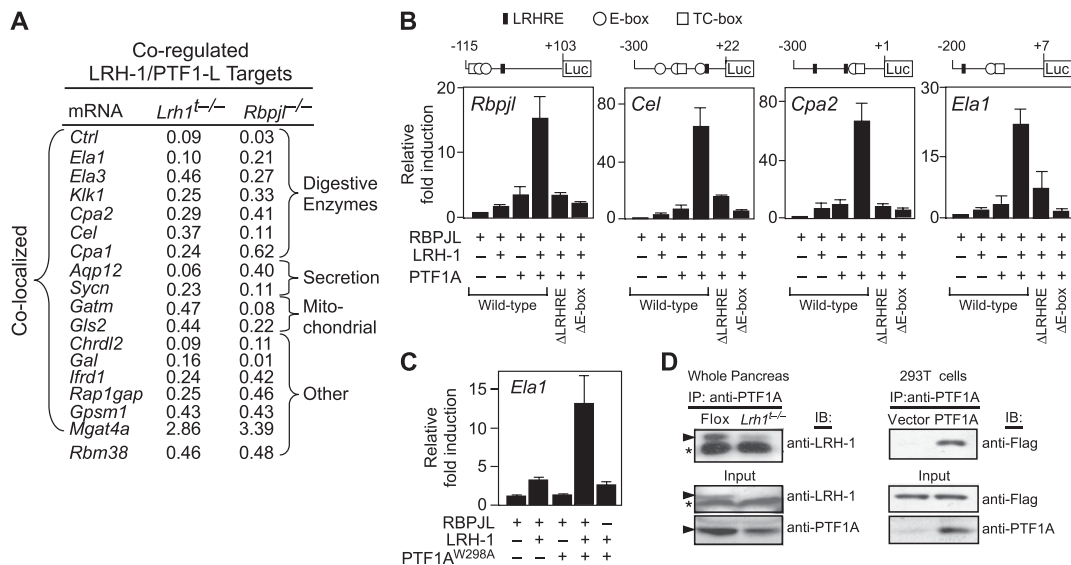 A
Co-regulated
LRH-1/PTF1-L Targets
mRNA Lrh1t–/– Rbpjl–/–
Ctrl 0.09 0.03
Ela1 0.10 0.21
Ela3 0.46 0.27
Klk1 0.25 0.33
Cpa2 0.29 0.41
Cel 0.37 0.11
Cpa1 0.24 0.62
Aqp12 0.06 0.40
Sycn 0.23 0.11
Gatm 0.47 0.08
Gls2 0.44 0.22
Chrdl2 0.09 0.11
Gal 0.16 0.01
Ifrd1 0.24 0.42
Rap1gap 0.25 0.46
Gpsm1 0.43 0.43
Mgat4a 2.86 3.39
Rbm38 0.46 0.48
Co-localized
Digestive
Enzymes
Secretion
Mito-
chondrial
Other
B
LRHRE E-box TC-box
-115 +103 Luc
-300 +22 Luc
-300 +1 Luc
-200 +7 Luc
Relative
fold induction
20
10
0
Rbpjl
80
40
0
Cel
80
40
0
Cpa2
30
15
0
Ela1
RBPJL + + + + + + + + + + + + + + + + + + + + + + + +
LRH-1 – + – + + + – + – + + + – + – + + + – + – + + +
PTF1A – – + + + + – – + + + + – – + + + + – – + + + +
Wild-type ΔLRHRE ΔE-box
Wild-type ΔLRHRE ΔE-box
Wild-type ΔLRHRE ΔE-box
Wild-type ΔLRHRE ΔE-box
C
Relative
fold induction
15
10
5
0
Ela1
RBPJL + + + + –
LRH-1 – + – + +
PTF1AW298A – – + + +
D
Whole Pancreas
IP: anti-PTF1A
Flox Lrh1t–/– IB:
anti-LRH-1
*
Input
anti-LRH-1
*
anti-PTF1A
293T cells
IP:anti-PTF1A
Vector PTF1A IB:
anti-Flag
Input
anti-Flag
anti-PTF1A